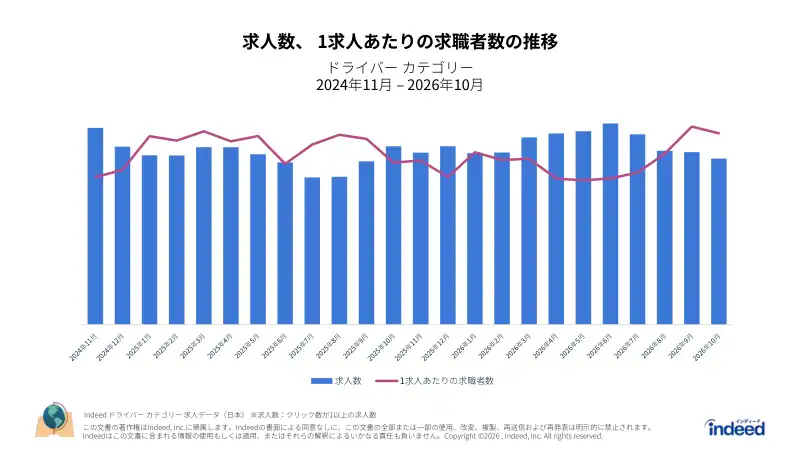 求人数、 1求人あたりの求職者数の推移
ドライバー カテゴリー
2024年11月 – 2026年10月
2024年11月
2024年12月
2025年1月
2025年2月
2025年3月
2025年4月
2025年5月
2025年6月
2025年7月
2025年8月
2025年9月
2025年10月
2025年11月
2025年12月
2026年1月
2026年2月
2026年3月
2026年4月
2026年5月
2026年6月
2026年7月
2026年8月
2026年9月
2026年10月
求人数
1求人あたりの求職者数
Indeed ドライバー カテゴリー 求人データ（日本） ※求人数：クリック数が1以上の求人数
この文書の著作権はIndeed, Inc.に帰属します。Indeedの書面による同意なしに、この文書の全部または一部の使用、改変、複製、再送信および再発表は明示的に禁止されます。
Indeedはこの文書に含まれる情報の使用もしくは適用、またはそれらの解釈によるいかなる責任も負いません。Copyright ©2026 , Indeed, Inc. All rights reserved.
インディード
indeed